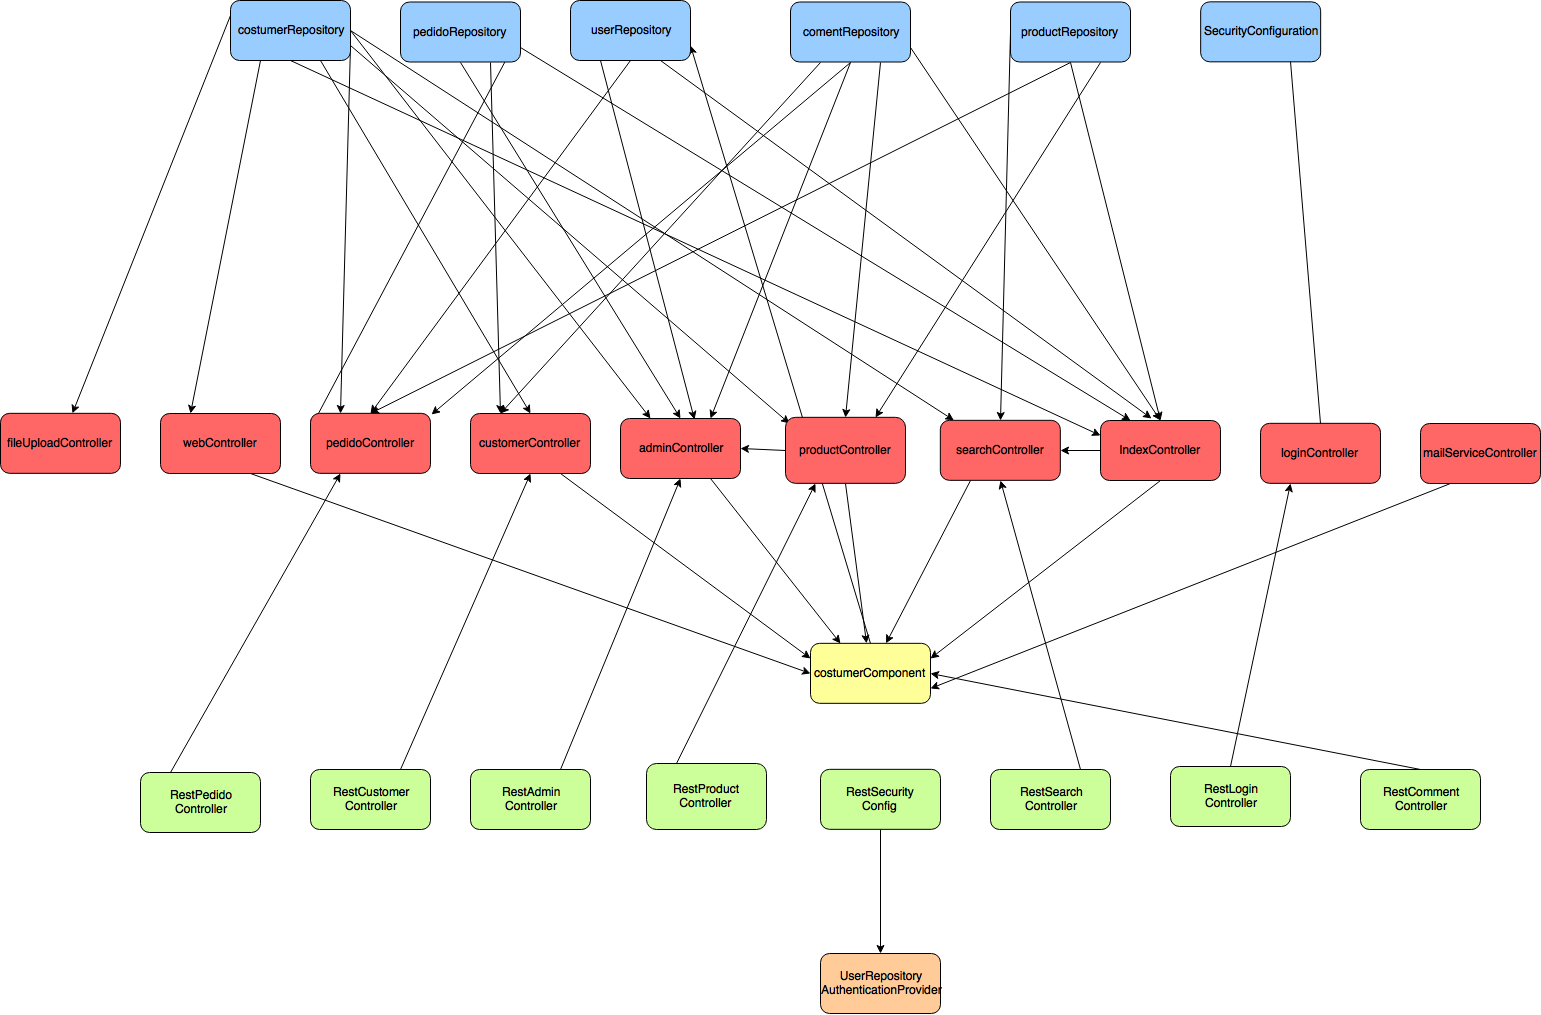 costumerRepository
pedidoRepository
userRepository
comentRepository
productRepository
SecurityConfiguration
fileUploadController
webController
pedidoController
customerController
adminController
productController
searchController
IndexController
loginController
mailServiceController
costumerComponent
RestPedido
Controller
RestCustomer
Controller
RestAdmin
Controller
RestProduct
Controller
RestSecurity
Config
RestSearch
Controller
RestLogin
Controller
RestComment
Controller
UserRepository
AuthenticationProvider